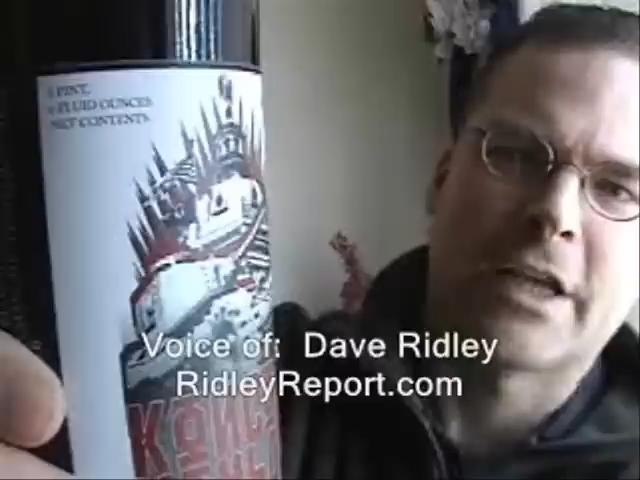 1 PINT,
FLUID OUNCES
NET CONTENTS
Voice of: Dave Ridley
RidleyReport.com